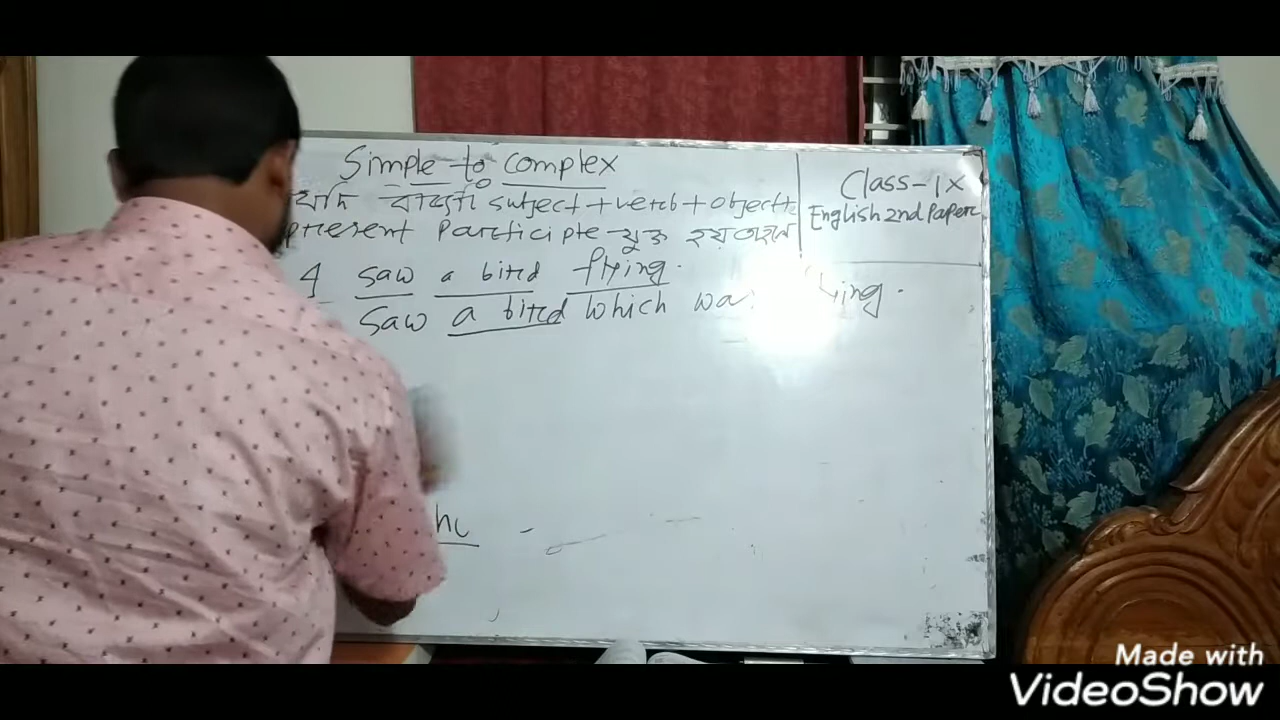 Simple to complex
যদি বাক্যটি subject + verb + object +
present participle যুক্ত হয় তাহলে
I saw a bird flying.
saw a bird which was flying.
Class-IX
English 2nd Paper
Made with
VideoShow